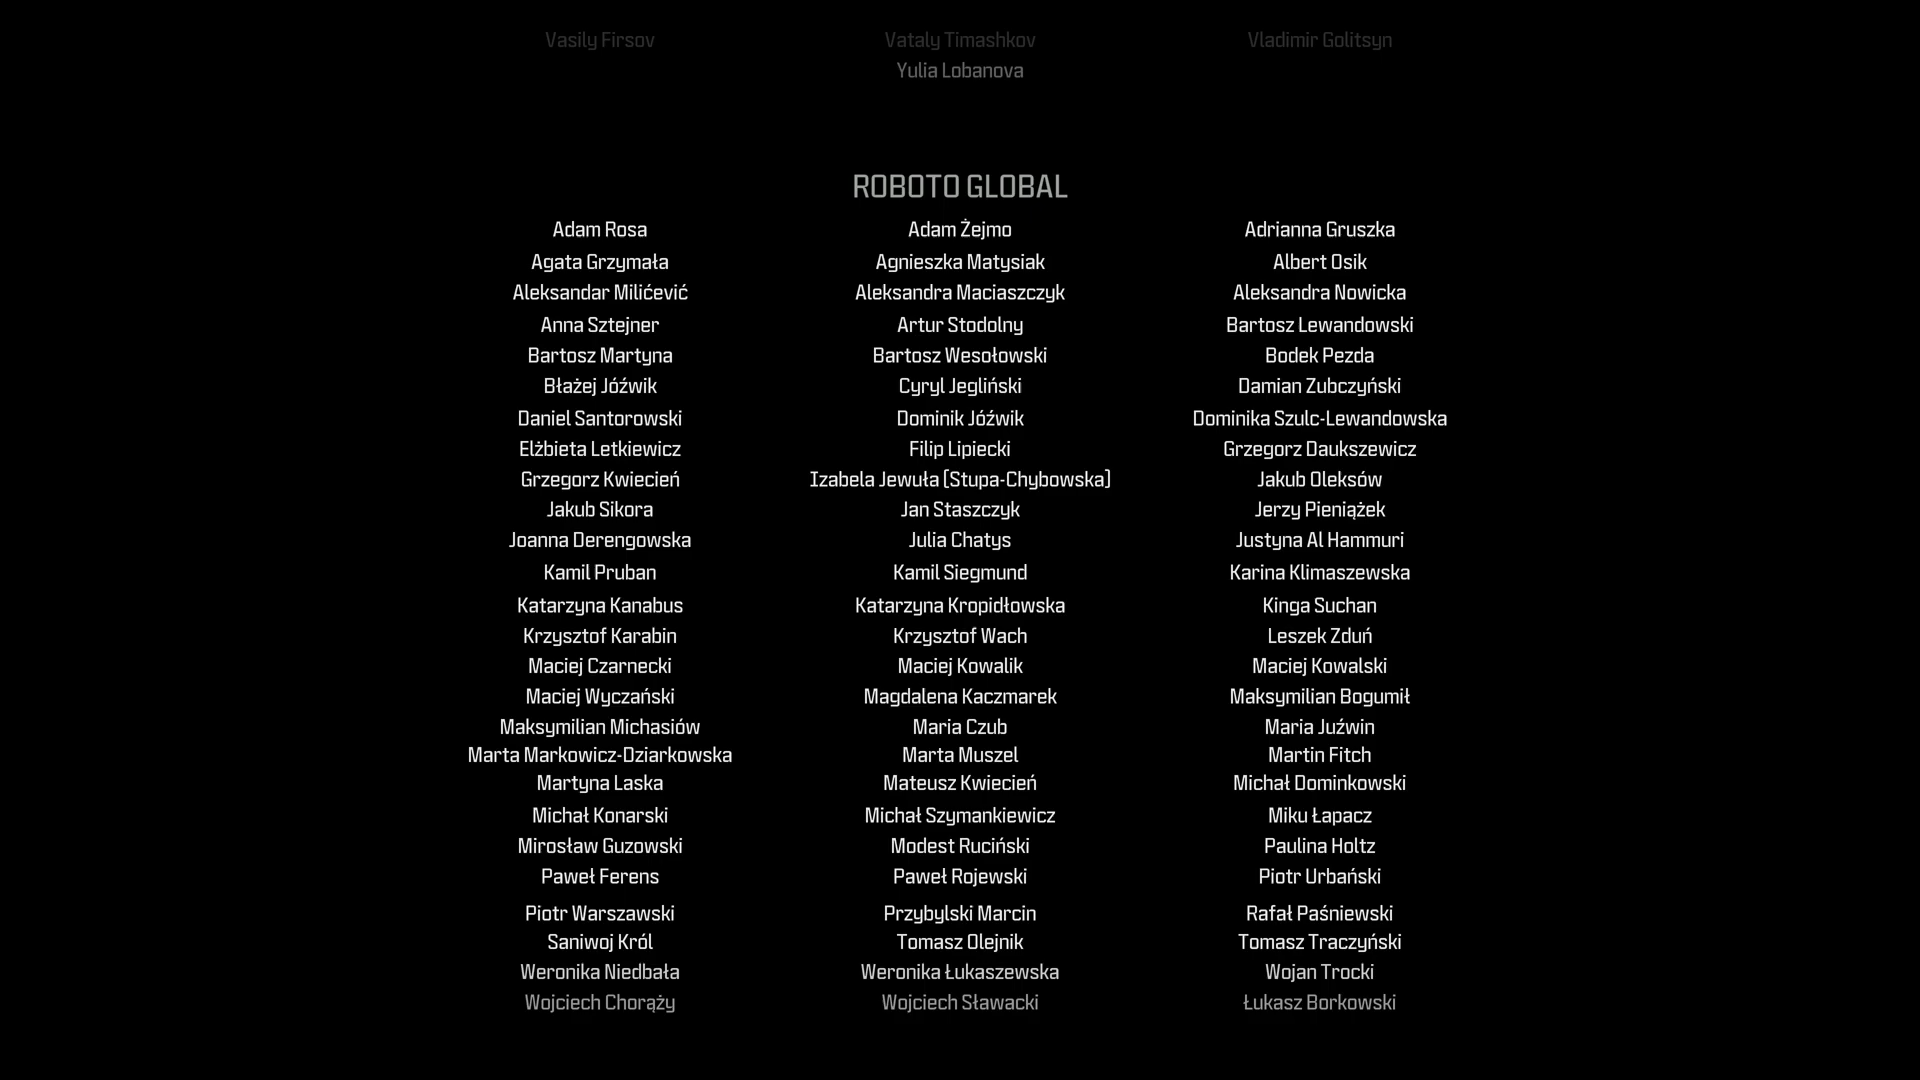 Vasily Firsov Vataly Timashkov Vladimir Golitsyn
Yulia Lobanova
ROBOTO GLOBAL
Adam Rosa Adam Żejmo Adrianna Gruszka
Agata Grzymała Agnieszka Matysiak Albert Osik
Aleksandar Milićević Aleksandra Maciaszczyk Aleksandra Nowicka
Anna Sztejner Artur Stodolny Bartosz Lewandowski
Bartosz Martyna Bartosz Wesołowski Bodek Pezda
Błażej Jóźwik Cyryl Jegliński Damian Zubczyński
Daniel Santorowski Dominik Jóźwik Dominika Szulc-Lewandowska
Elżbieta Letkiewicz Filip Lipiecki Grzegorz Daukszewicz
Grzegorz Kwiecień Izabela Jewuła (Stupa-Chybowska) Jakub Oleksów
Jakub Sikora Jan Staszczyk Jerzy Pieniążek
Joanna Derengowska Julia Chatys Justyna Al Hammuri
Kamil Pruban Kamil Siegmund Karina Klimaszewska
Katarzyna Kanabus Katarzyna Kropidłowska Kinga Suchan
Krzysztof Karabin Krzysztof Wach Leszek Zduń
Maciej Czarnecki Maciej Kowalik Maciej Kowalski
Maciej Wyczański Magdalena Kaczmarek Maksymilian Bogumił
Maksymilian Michasiów Maria Czub Maria Juźwin
Marta Markowicz-Dziarkowska Marta Muszel Martin Fitch
Martyna Laska Mateusz Kwiecień Michał Dominkowski
Michał Konarski Michał Szymankiewicz Miku Łapacz
Mirosław Guzowski Modest Ruciński Paulina Holtz
Paweł Ferens Paweł Rojewski Piotr Urbański
Piotr Warszawski Przybylski Marcin Rafał Paśniewski
Saniwoj Król Tomasz Olejnik Tomasz Traczyński
Weronika Niedbała Weronika Łukaszewska Wojan Trocki
Wojciech Chorąży Wojciech Sławacki Łukasz Borkowski